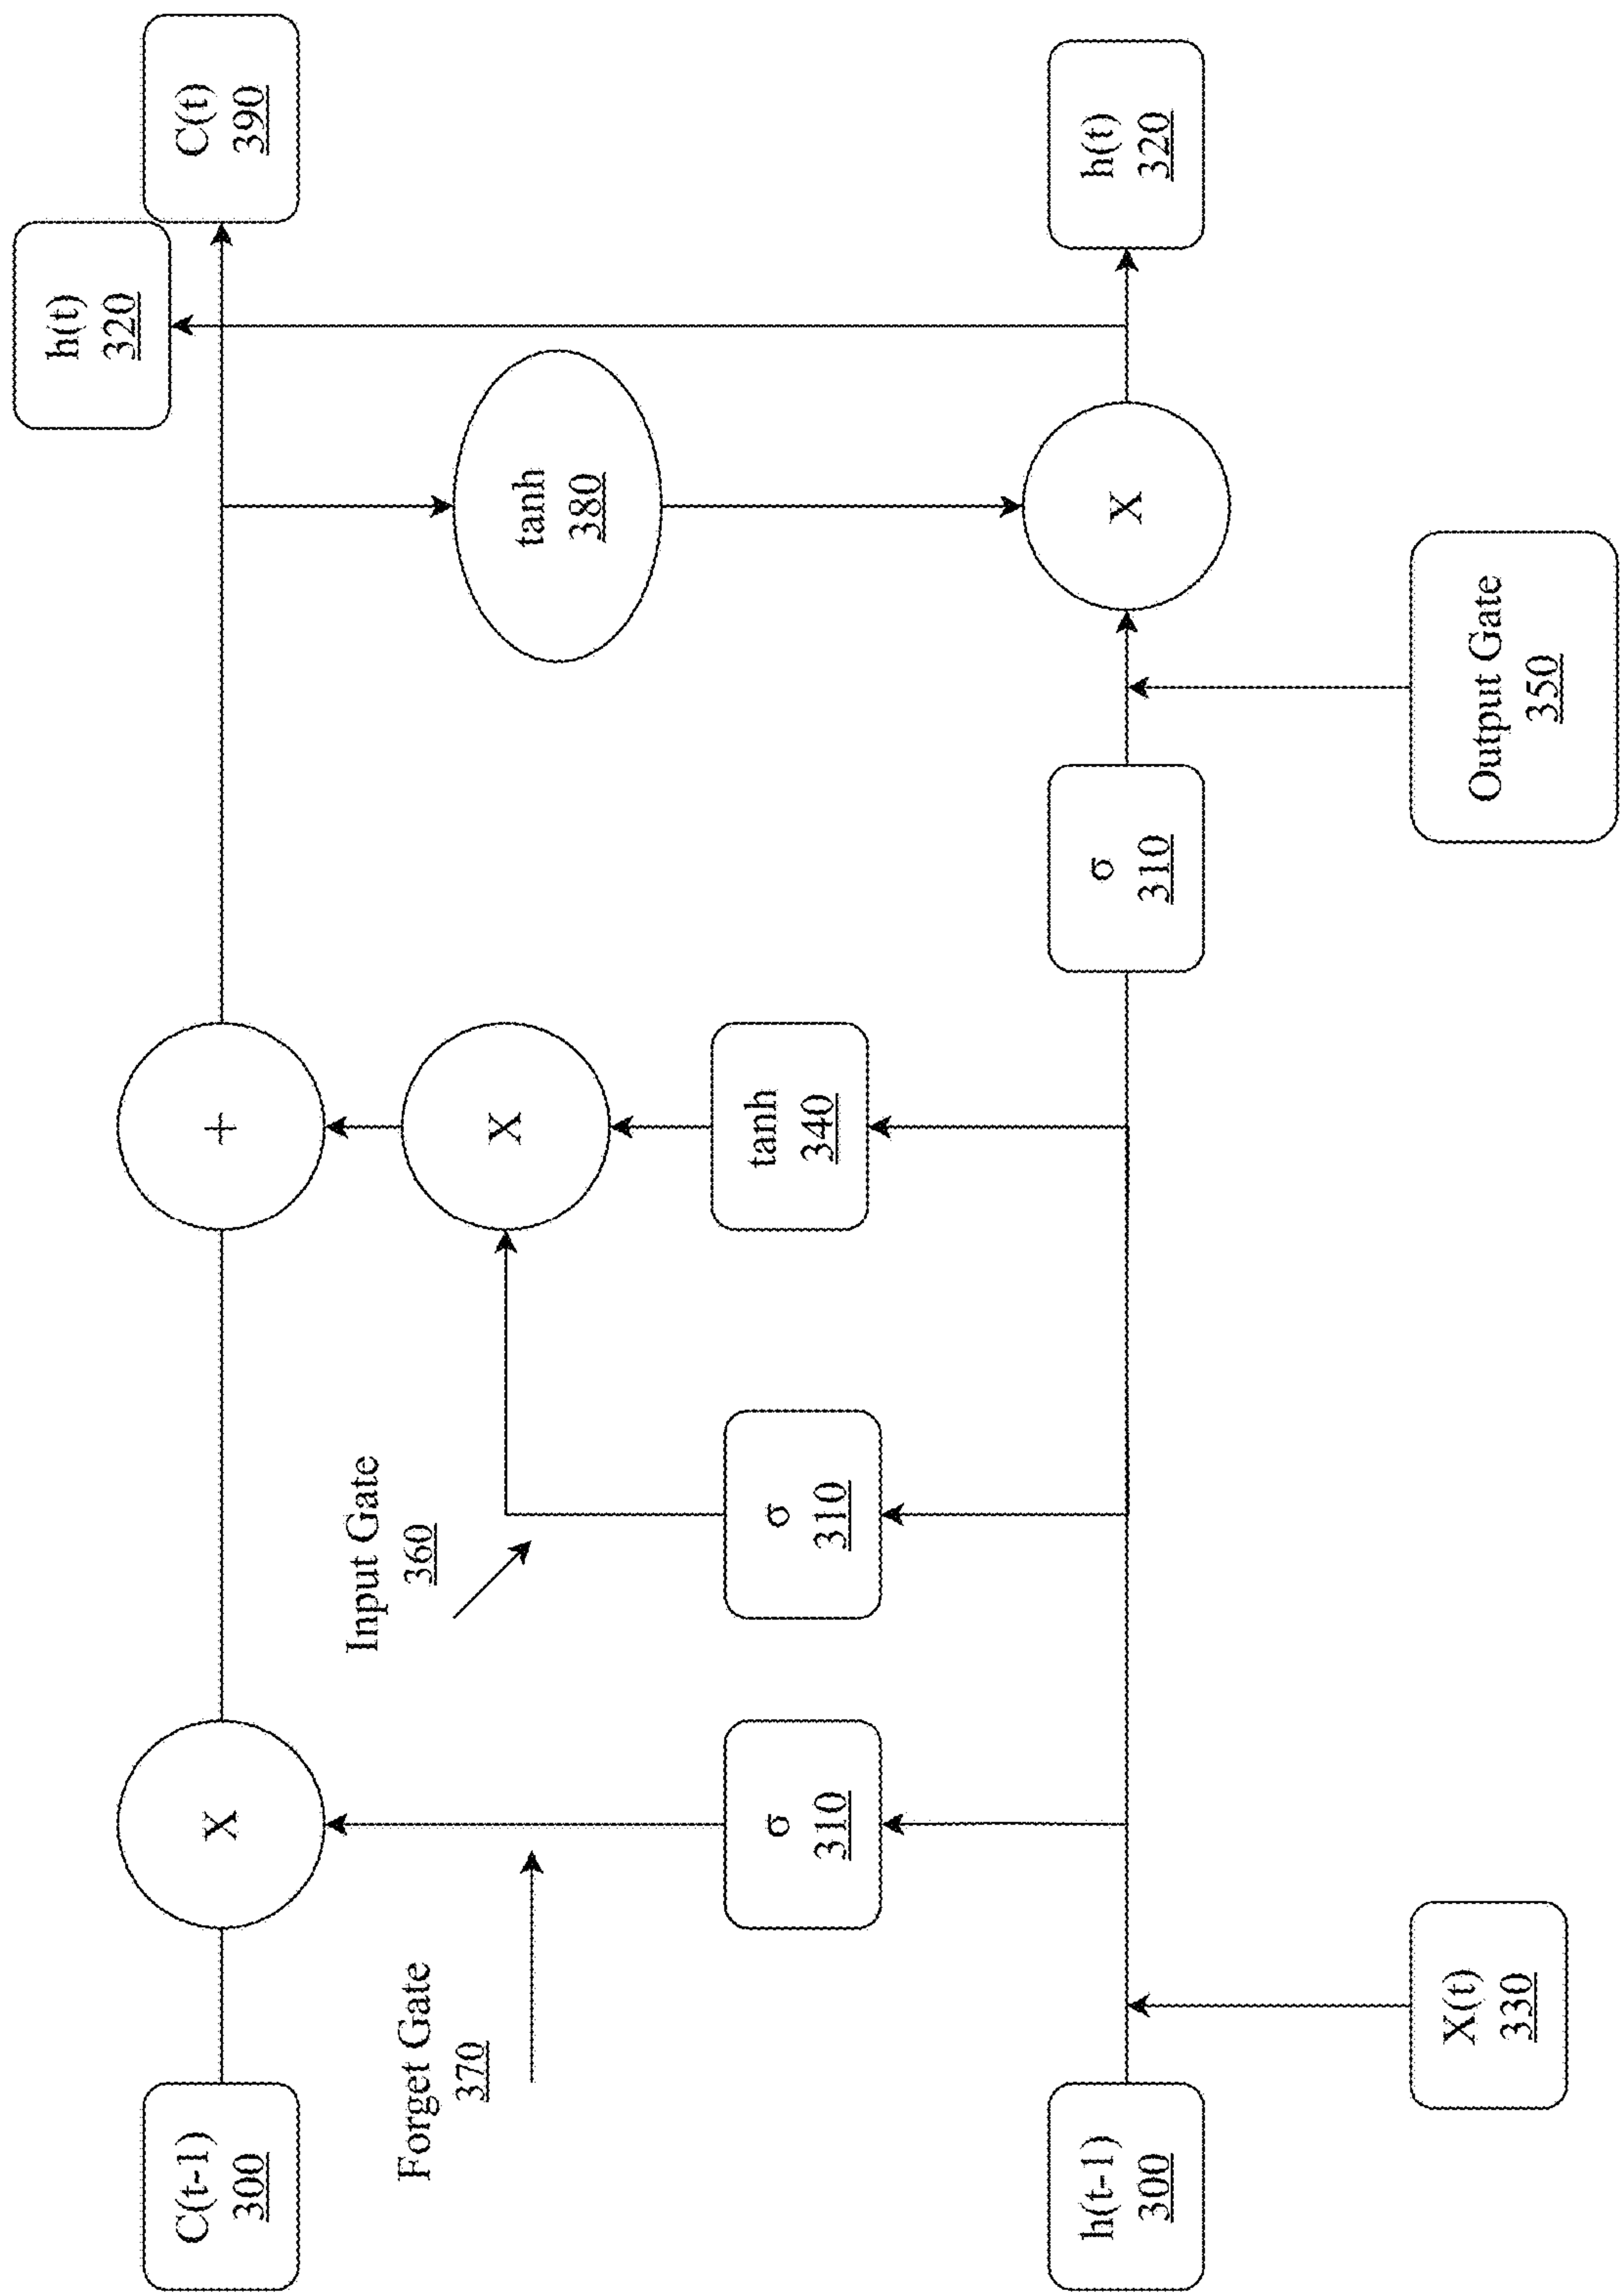 h(t)
320
C(t-1)
300
X
+
C(t)
390
Forget Gate
370
Input Gate
360
X
tanh
380
σ
310
σ
310
tanh
340
h(t-1)
300
σ
310
X
h(t)
320
X(t)
330
Output Gate
350